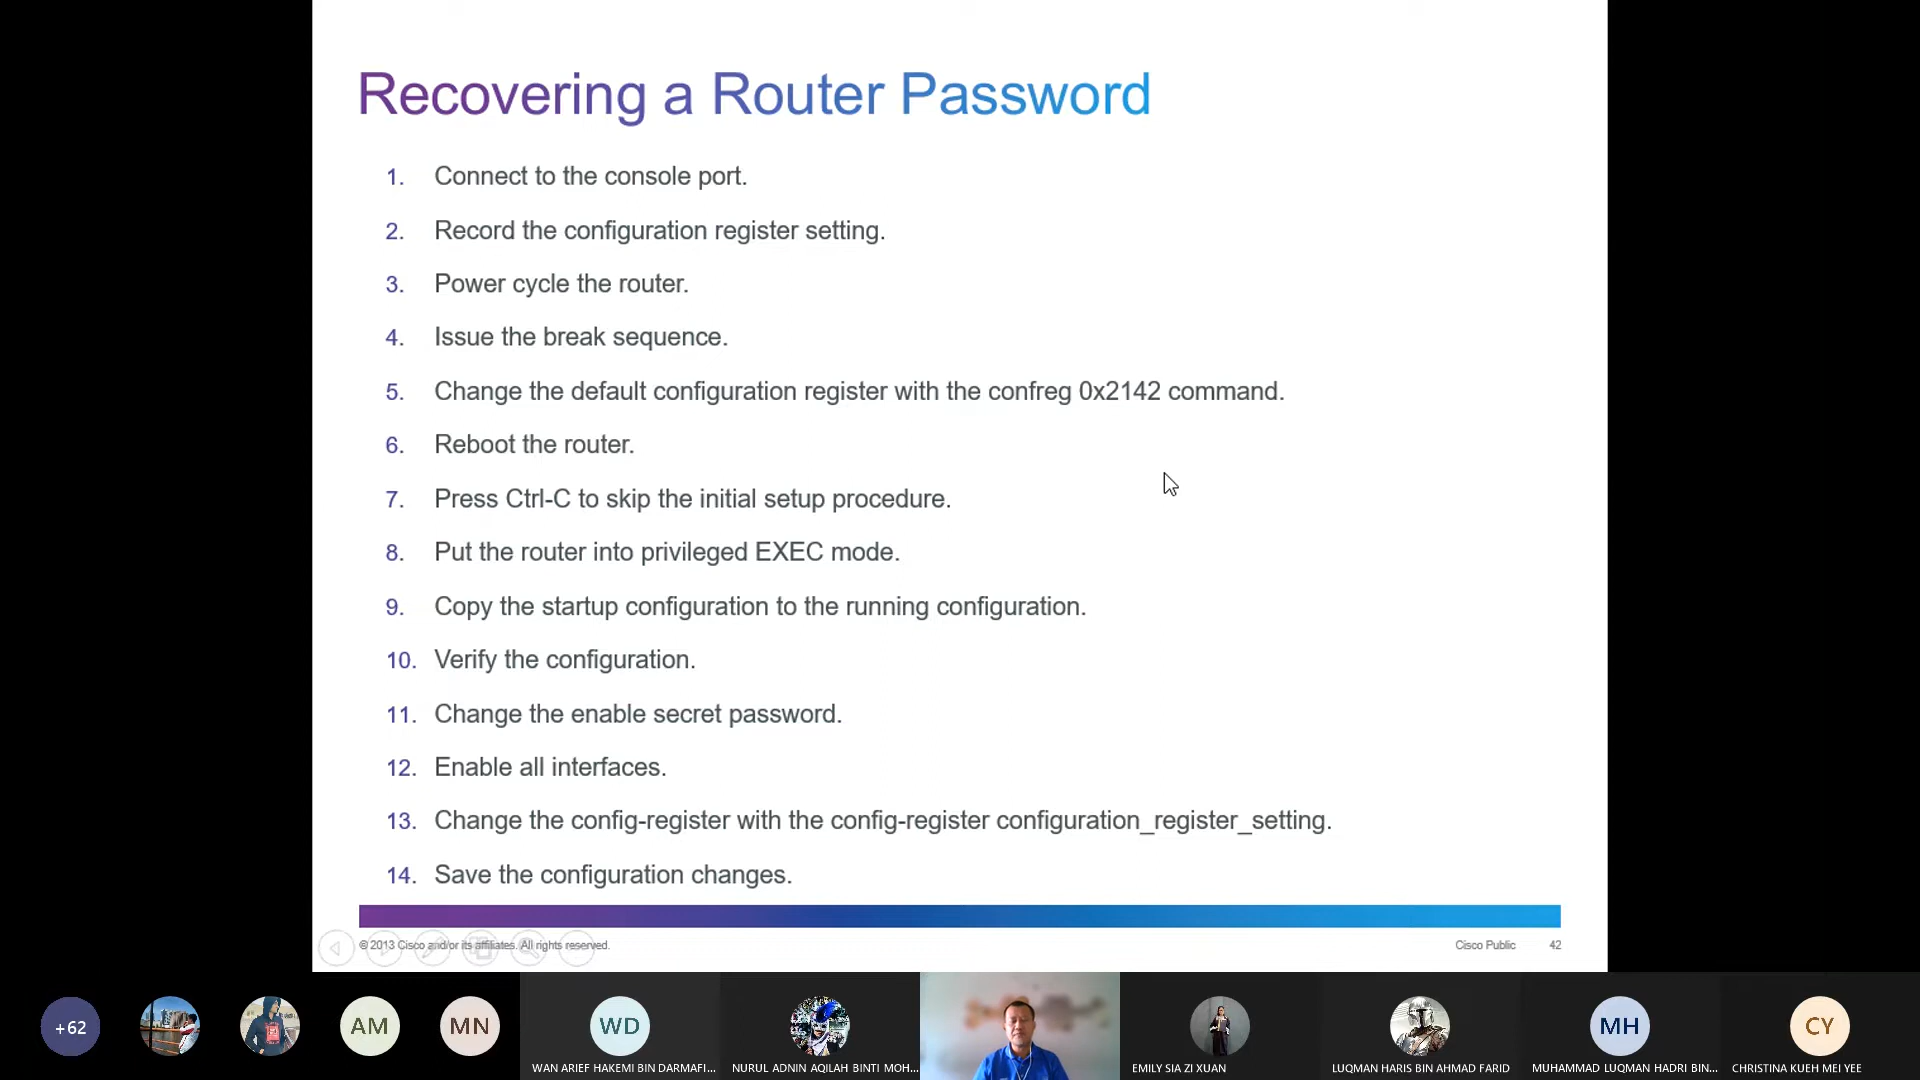 Recovering a Router Password
1. Connect to the console port.
2. Record the configuration register setting.
3. Power cycle the router.
4. Issue the break sequence.
5. Change the default configuration register with the confreg 0x2142 command.
6. Reboot the router.
7. Press Ctrl-C to skip the initial setup procedure.
8. Put the router into privileged EXEC mode.
9. Copy the startup configuration to the running configuration.
10. Verify the configuration.
11. Change the enable secret password.
12. Enable all interfaces.
13. Change the config-register with the config-register configuration_register_setting.
14. Save the configuration changes.
© 2013 Cisco and/or its affiliates. All rights reserved.
Cisco Public 42
+62
AM
MN
WD
MH
CY
WAN ARIEF HAKEMI BIN DARMAFI...
NURUL ADNIN AQILAH BINTI MOH...
EMILY SIA ZI XUAN
LUQMAN HARIS BIN AHMAD FARID
MUHAMMAD LUQMAN HADRI BIN...
CHRISTINA KUEH MEI YEE